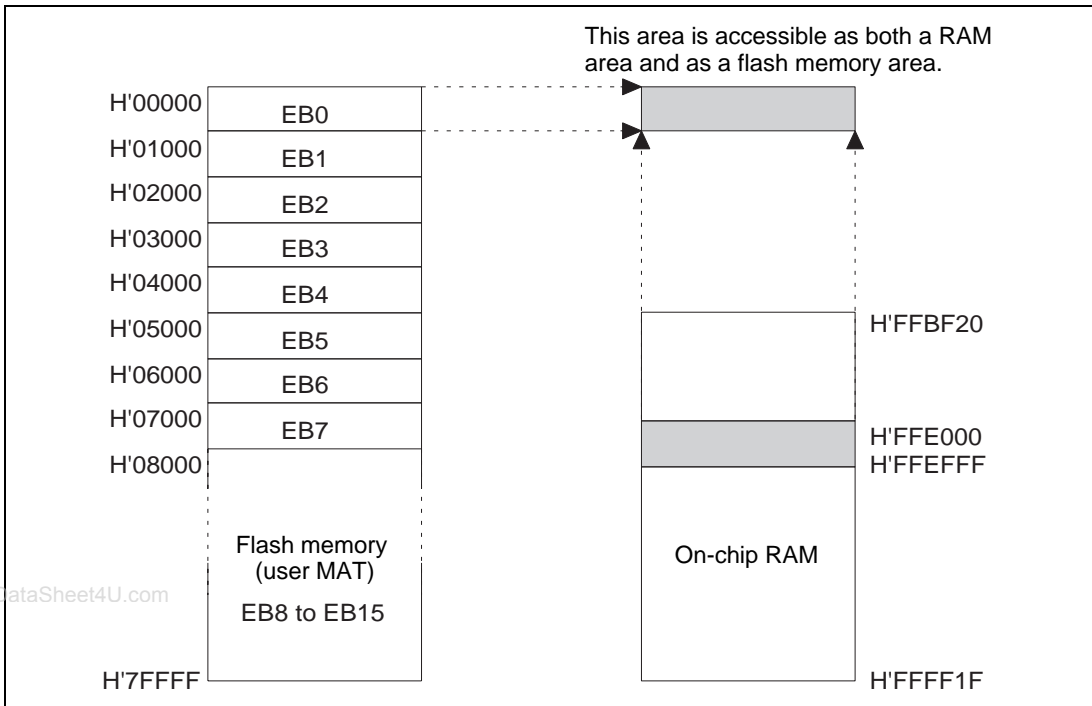 This area is accessible as both a RAM
area and as a flash memory area.
H'00000
EB0
H'01000
EB1
H'02000
EB2
H'03000
EB3
H'04000
EB4
H'05000
EB5
H'06000
EB6
H'07000
EB7
H'08000
Flash memory
(user MAT)
EB8 to EB15
H'7FFFF
H'FFBF20
H'FFE000
H'FFEFFF
On-chip RAM
H'FFFF1F
DataSheet4U.com